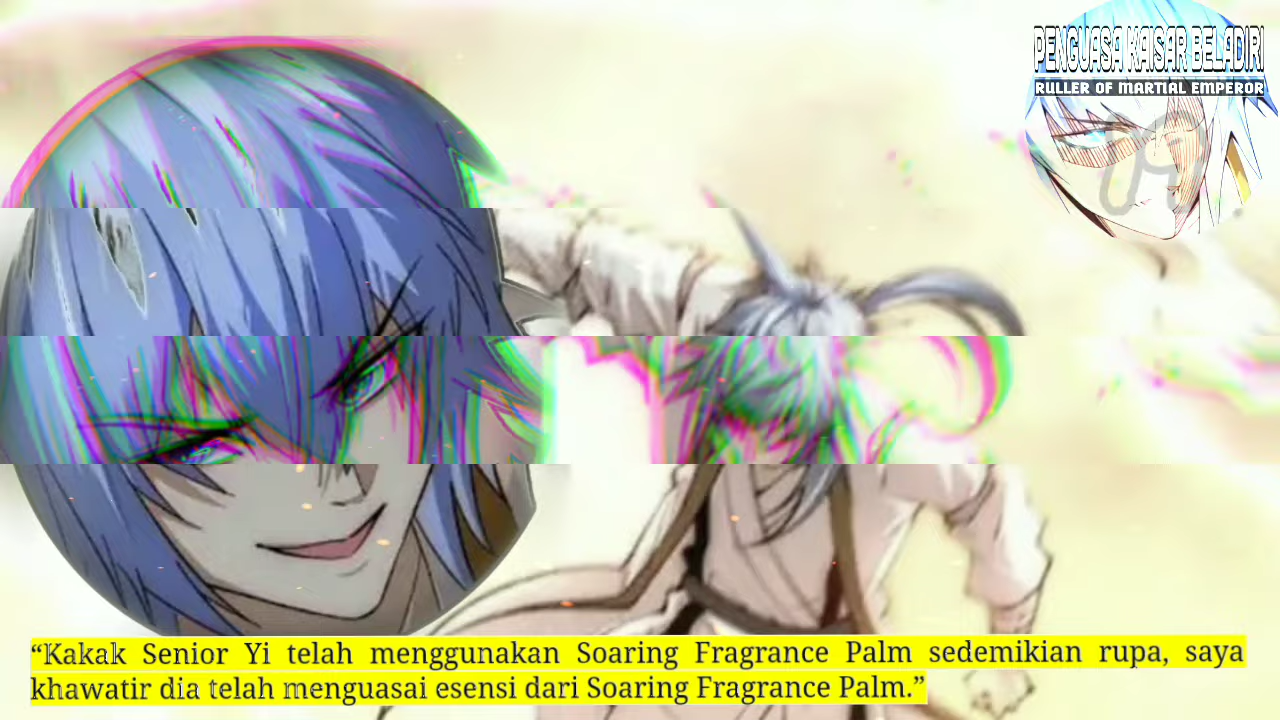 PENGUASA KAISAR BELADIRI
RULLER OF MARTIAL EMPEROR
“Kakak Senior Yi telah menggunakan Soaring Fragrance Palm sedemikian rupa, saya
khawatir dia telah menguasai esensi dari Soaring Fragrance Palm.”